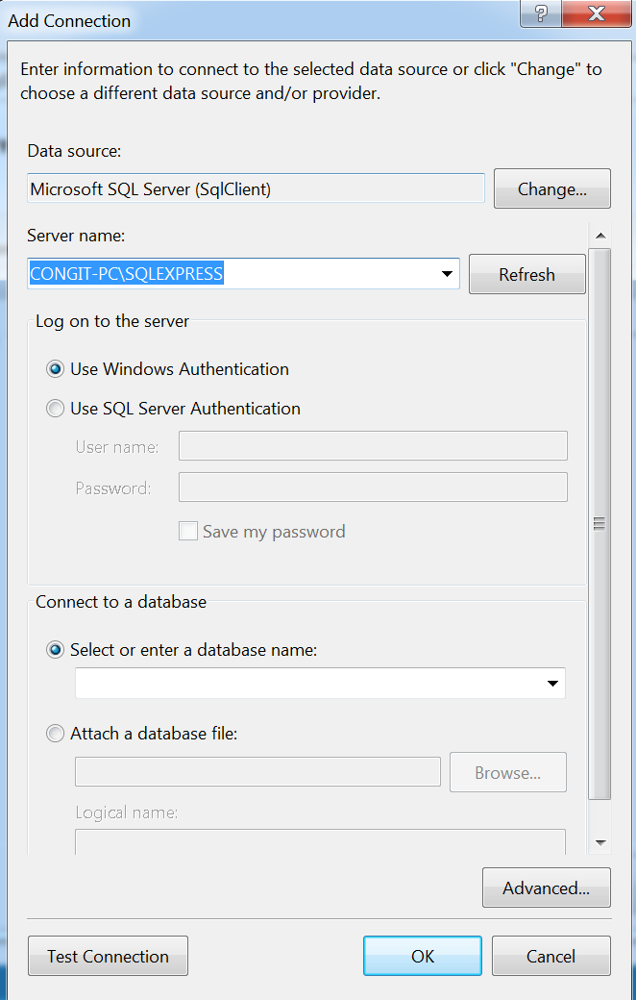 Add Connection
?
Enter information to connect to the selected data source or click "Change" to
choose a different data source and/or provider.
Data source:
Microsoft SQL Server (SqlClient)
Change...
Server name:
CONGIT-PC\SQLEXPRESS
Refresh
Log on to the server
Use Windows Authentication
Use SQL Server Authentication
User name:
Password:
Save my password
Connect to a database
Select or enter a database name:
Attach a database file:
Browse...
Logical name:
Advanced...
Test Connection
OK
Cancel